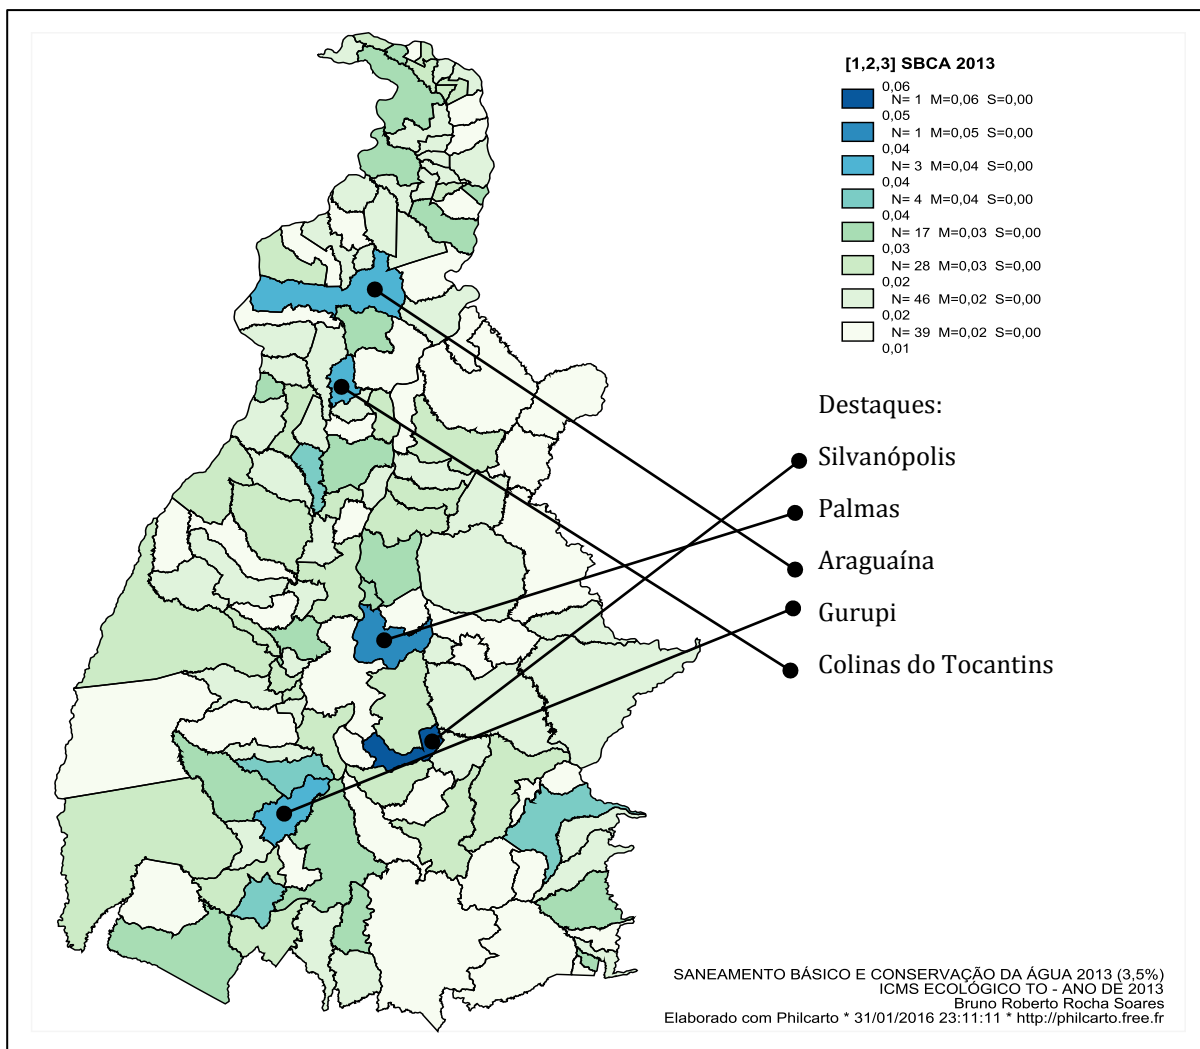 [1,2,3] SBCA 2013
0,06
N= 1 M=0,06 S=0,00
0,05
N= 1 M=0,05 S=0,00
0,04
N= 3 M=0,04 S=0,00
0,04
N= 4 M=0,04 S=0,00
0,04
N= 17 M=0,03 S=0,00
0,03
N= 28 M=0,03 S=0,00
0,02
N= 46 M=0,02 S=0,00
0,02
N= 39 M=0,02 S=0,00
0,01
Destaques:
Silvanópolis
Palmas
Araguaína
Gurupi
Colinas do Tocantins
SANEAMENTO BÁSICO E CONSERVAÇÃO DA ÁGUA 2013 (3,5%)
ICMS ECOLÓGICO TO - ANO DE 2013
Bruno Roberto Rocha Soares
Elaborado com Philcarto * 31/01/2016 23:11:11 * http://philcarto.free.fr